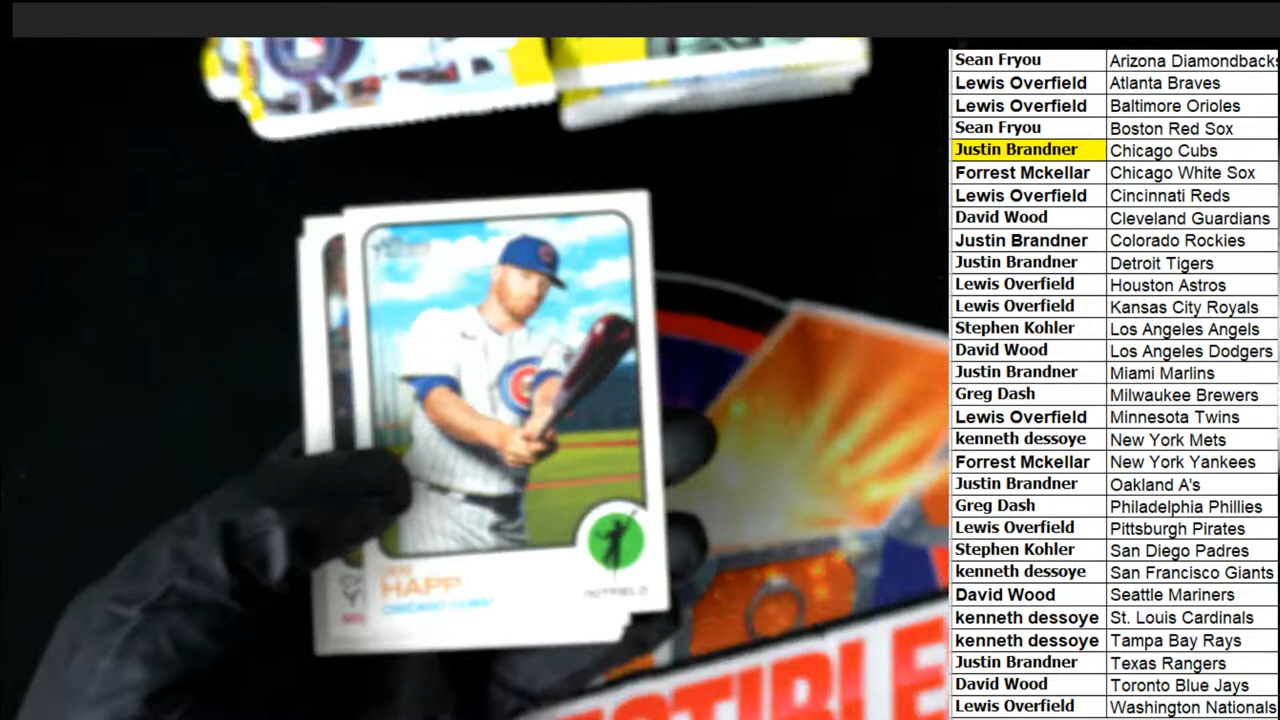 Sean Fryou Arizona Diamondbacks
Lewis Overfield Atlanta Braves
Lewis Overfield Baltimore Orioles
Sean Fryou Boston Red Sox
Justin Brandner Chicago Cubs
Forrest Mckellar Chicago White Sox
Lewis Overfield Cincinnati Reds
David Wood Cleveland Guardians
Justin Brandner Colorado Rockies
Justin Brandner Detroit Tigers
Lewis Overfield Houston Astros
Lewis Overfield Kansas City Royals
Stephen Kohler Los Angeles Angels
David Wood Los Angeles Dodgers
Justin Brandner Miami Marlins
Greg Dash Milwaukee Brewers
Lewis Overfield Minnesota Twins
kenneth dessoye New York Mets
Forrest Mckellar New York Yankees
Justin Brandner Oakland A's
Greg Dash Philadelphia Phillies
Lewis Overfield Pittsburgh Pirates
Stephen Kohler San Diego Padres
kenneth dessoye San Francisco Giants
David Wood Seattle Mariners
kenneth dessoye St. Louis Cardinals
kenneth dessoye Tampa Bay Rays
Justin Brandner Texas Rangers
David Wood Toronto Blue Jays
Lewis Overfield Washington Nationals
IAN
HAPP
CHICAGO CUBS
OUTFIELD